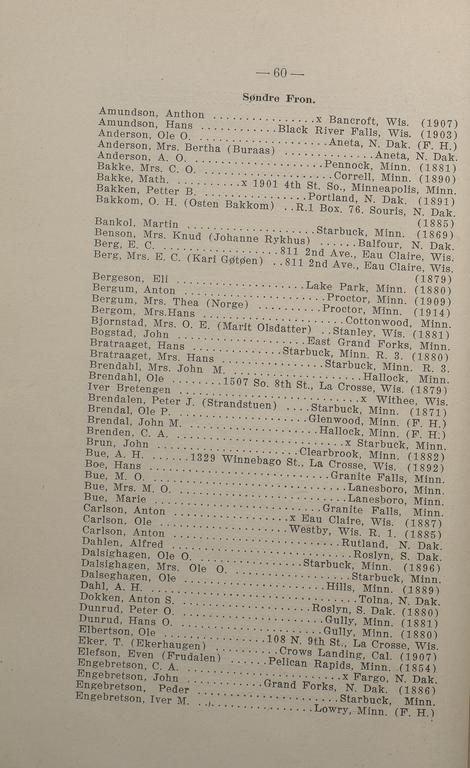 — 60 —
Søndre Fron.
Amundson, Anthon ..............x Bancroft, Wis. (1907)
Amundson, Hans ...........Black River Falls, Wis. (1903)
Anderson, Ole O. ....................Aneta, N. Dak. (F. H.)
Anderson, Mrs. Bertha (Buraas) .............Aneta, N. Dak.
Anderson, A. O. ....................Pennock, Minn. (1881)
Bakke, Mrs. C. O. ....................Correll, Minn. (1890)
Bakke, Math. ..........x 1901 4th St. So., Minneapolis, Minn.
Bakken, Petter B. ................Portland, N. Dak. (1891)
Bakkom, O. H. (Osten Bakkom) ..R.1 Box. 76. Souris, N. Dak.
(1885)
Bankol, Martin ..................Starbuck, Minn. (1869)
Benson, Mrs. Knud (Johanne Rykhus) ......Balfour, N. Dak.
Berg, E. C. ..................811 2nd Ave., Eau Claire, Wis.
Berg, Mrs. E. C. (Kari Gøtøen) ..811 2nd Ave., Eau Claire, Wis.
(1879)
Bergeson, Eli ....................Lake Park, Minn. (1880)
Bergum, Anton ....................Proctor, Minn. (1909)
Bergum, Mrs. Thea (Norge) ............Proctor, Minn. (1914)
Bergom, Mrs.Hans ......................Cottonwood, Minn.
Bjornstad, Mrs. O. E. (Marit Olsdatter) ..Stanley, Wis. (1881)
Bogstad, John ....................East Grand Forks, Minn.
Bratraaget, Hans .............Starbuck, Minn. R. 3. (1880)
Bratraaget, Mrs. Hans ................Starbuck, Minn. R. 3.
Brendahl, Mrs. John M. ....................Hallock, Minn.
Brendahl, Ole .......1507 So. 8th St., La Crosse, Wis. (1879)
Iver Bretengen ..........................x Withee, Wis.
Brendalen, Peter J. (Strandstuen) ....Starbuck, Minn. (1871)
Brendal, Ole P. ..................Glenwood, Minn. (F. H.)
Brendal, John M. ..................Hallock, Minn. (F. H.)
Brenden, C. A. ........................x Starbuck, Minn.
Brun, John ......................Clearbrook, Minn. (1882)
Bue, A. H. .....1329 Winnebago St., La Crosse, Wis. (1892)
Boe, Hans ..........................Granite Falls, Minn.
Bue, M. O. ............................Lanesboro, Minn.
Bue, Mrs. M. O. ........................Lanesboro, Minn.
Bue, Marie ..........................Granite Falls, Minn.
Carlson, Anton ..................x Eau Claire, Wis. (1887)
Carlson, Ole ..................Westby, Wis. R. 1. (1885)
Carlson, Anton ........................Rutland, N. Dak.
Dahlen, Alfred ..........................Roslyn, S. Dak.
Dalsighagen, Ole O. ................Starbuck, Minn. (1896)
Dalsighagen, Mrs. Ole O. ................Starbuck, Minn.
Dalseghagen, Ole ....................Hills, Minn. (1889)
Dahl, A. H. ............................Tolna, N. Dak.
Dokken, Anton S. ..................Roslyn, S. Dak. (1880)
Dunrud, Peter O. ....................Gully, Minn. (1881)
Dunrud, Hans O. ....................Gully, Minn. (1880)
Elbertson, Ole ..............108 N. 9th St., La Crosse, Wis.
Eker, T. (Ekerhaugen) ..........Crows Landing, Cal. (1907)
Elefson, Even (Frudalen) .......Pelican Rapids, Minn. (1854)
Engebretson, C. A. ......................x Fargo, N. Dak.
Engebretson, John ............Grand Forks, N. Dak. (1886)
Engebretson, Peder ....................Starbuck, Minn.
Engebretson, Iver M. ................Lowry, Minn. (F. H.)